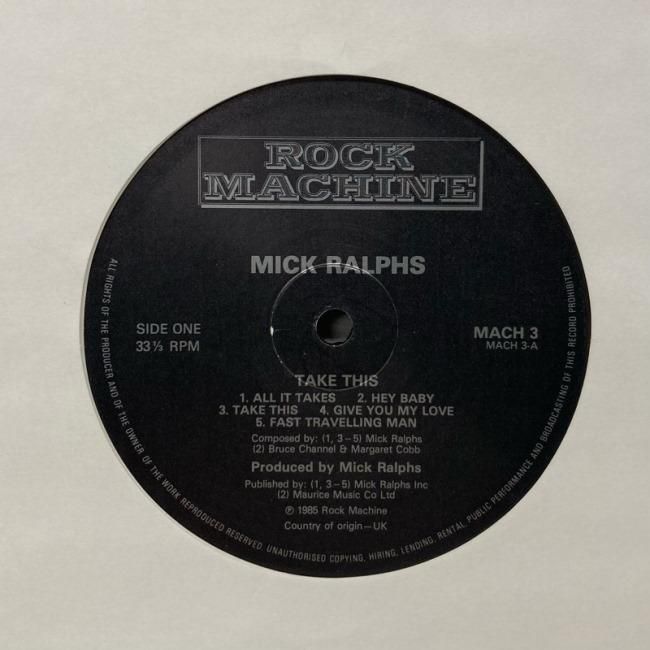 ROCK
MACHINE
MICK RALPHS
SIDE ONE
33⅓ RPM
MACH 3
MACH 3-A
TAKE THIS
1. ALL IT TAKES 2. HEY BABY
3. TAKE THIS 4. GIVE YOU MY LOVE
5. FAST TRAVELLING MAN
Composed by: (1, 3–5) Mick Ralphs
(2) Bruce Channel & Margaret Cobb
Produced by Mick Ralphs
Published by: (1, 3–5) Mick Ralphs Inc
(2) Maurice Music Co Ltd
℗ 1985 Rock Machine
Country of origin–UK
ALL RIGHTS OF THE PRODUCER AND OF THE OWNER OF THE WORK REPRODUCED RESERVED. UNAUTHORISED COPYING, HIRING, LENDING, RENTAL, PUBLIC PERFORMANCE AND BROADCASTING OF THIS RECORD PROHIBITED